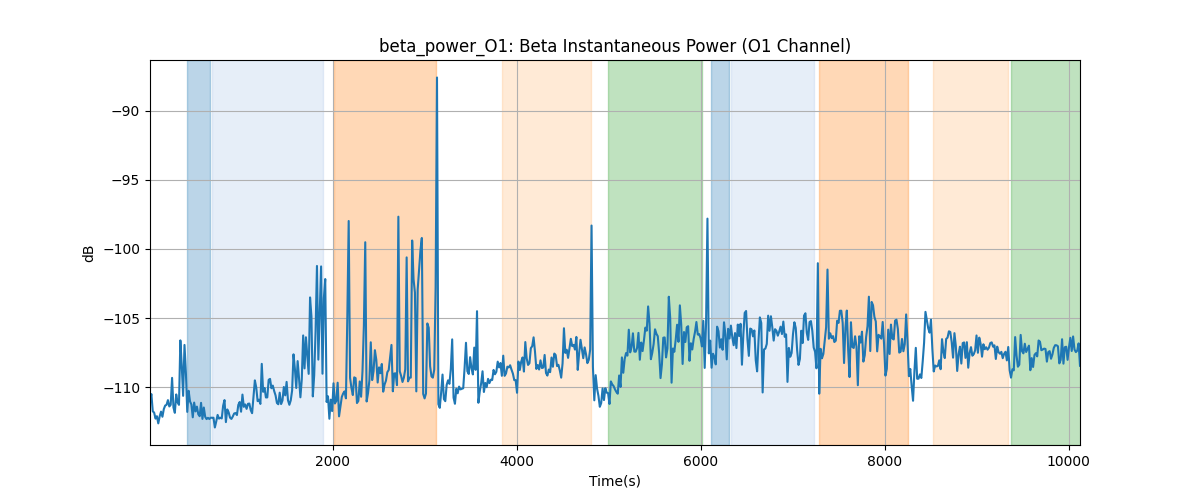 beta_power_O1: Beta Instantaneous Power (O1 Channel)
dB
−90
−95
−100
−105
−110
2000 4000 6000 8000 10000
Time(s)